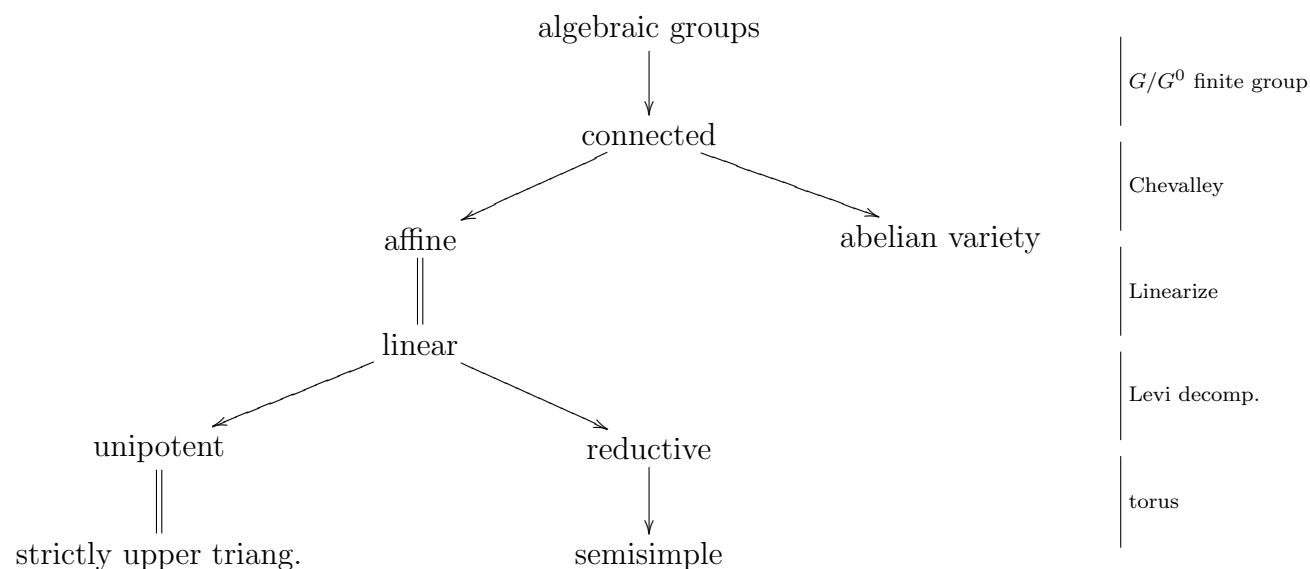 algebraic groups
G/G⁰ finite group
connected
Chevalley
affine
abelian variety
Linearize
linear
Levi decomp.
unipotent
reductive
torus
strictly upper triang.
semisimple